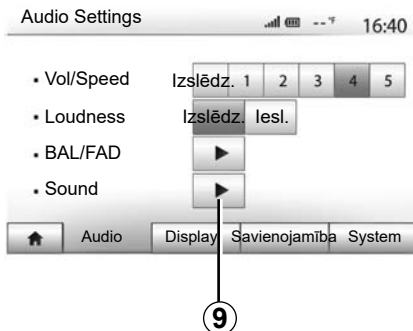 Audio Settings -- °F 16:40
• Vol/Speed Izslēdz. 1 2 3 4 5
• Loudness Izslēdz. Iesl.
• BAL/FAD
• Sound
Audio Display Savienojamība System
9